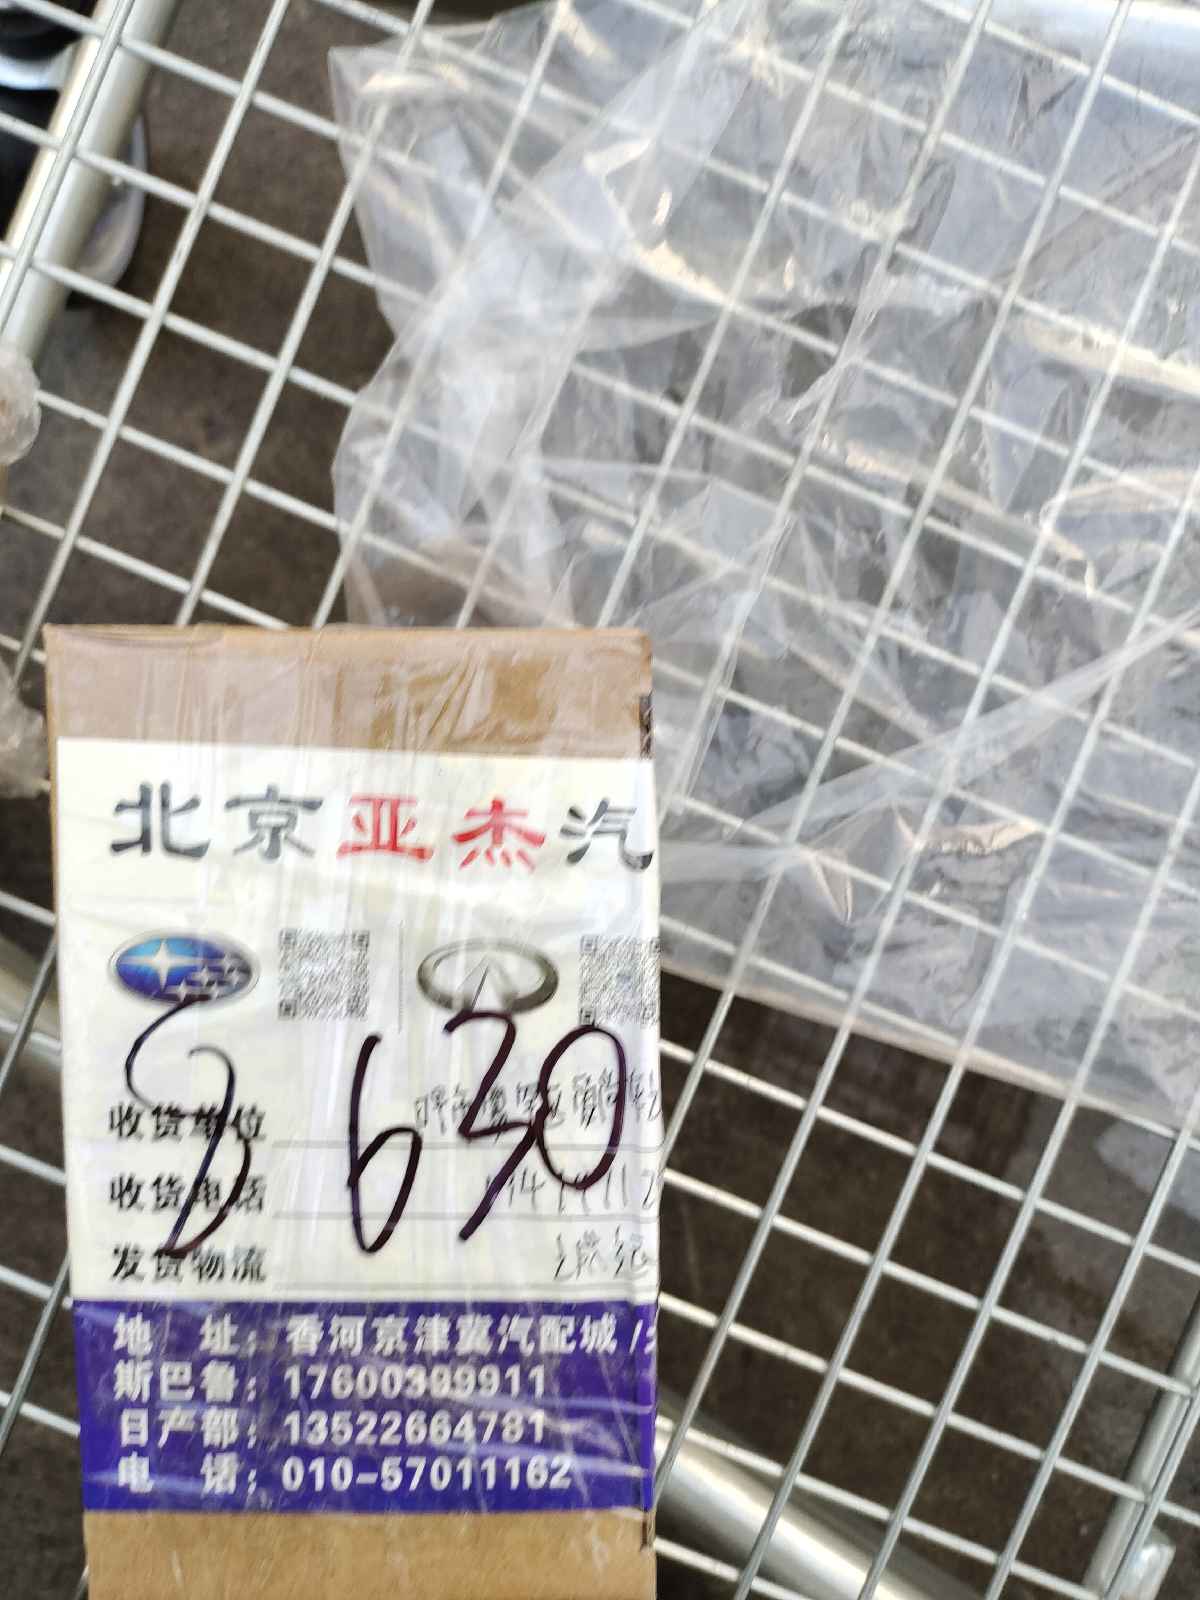 北京亚杰汽
630
收货单位
收货电话
发货物流
地 址：香河京津冀汽配城/
斯巴鲁：17600399911
日产部：13522664781
电 话：010-57011162